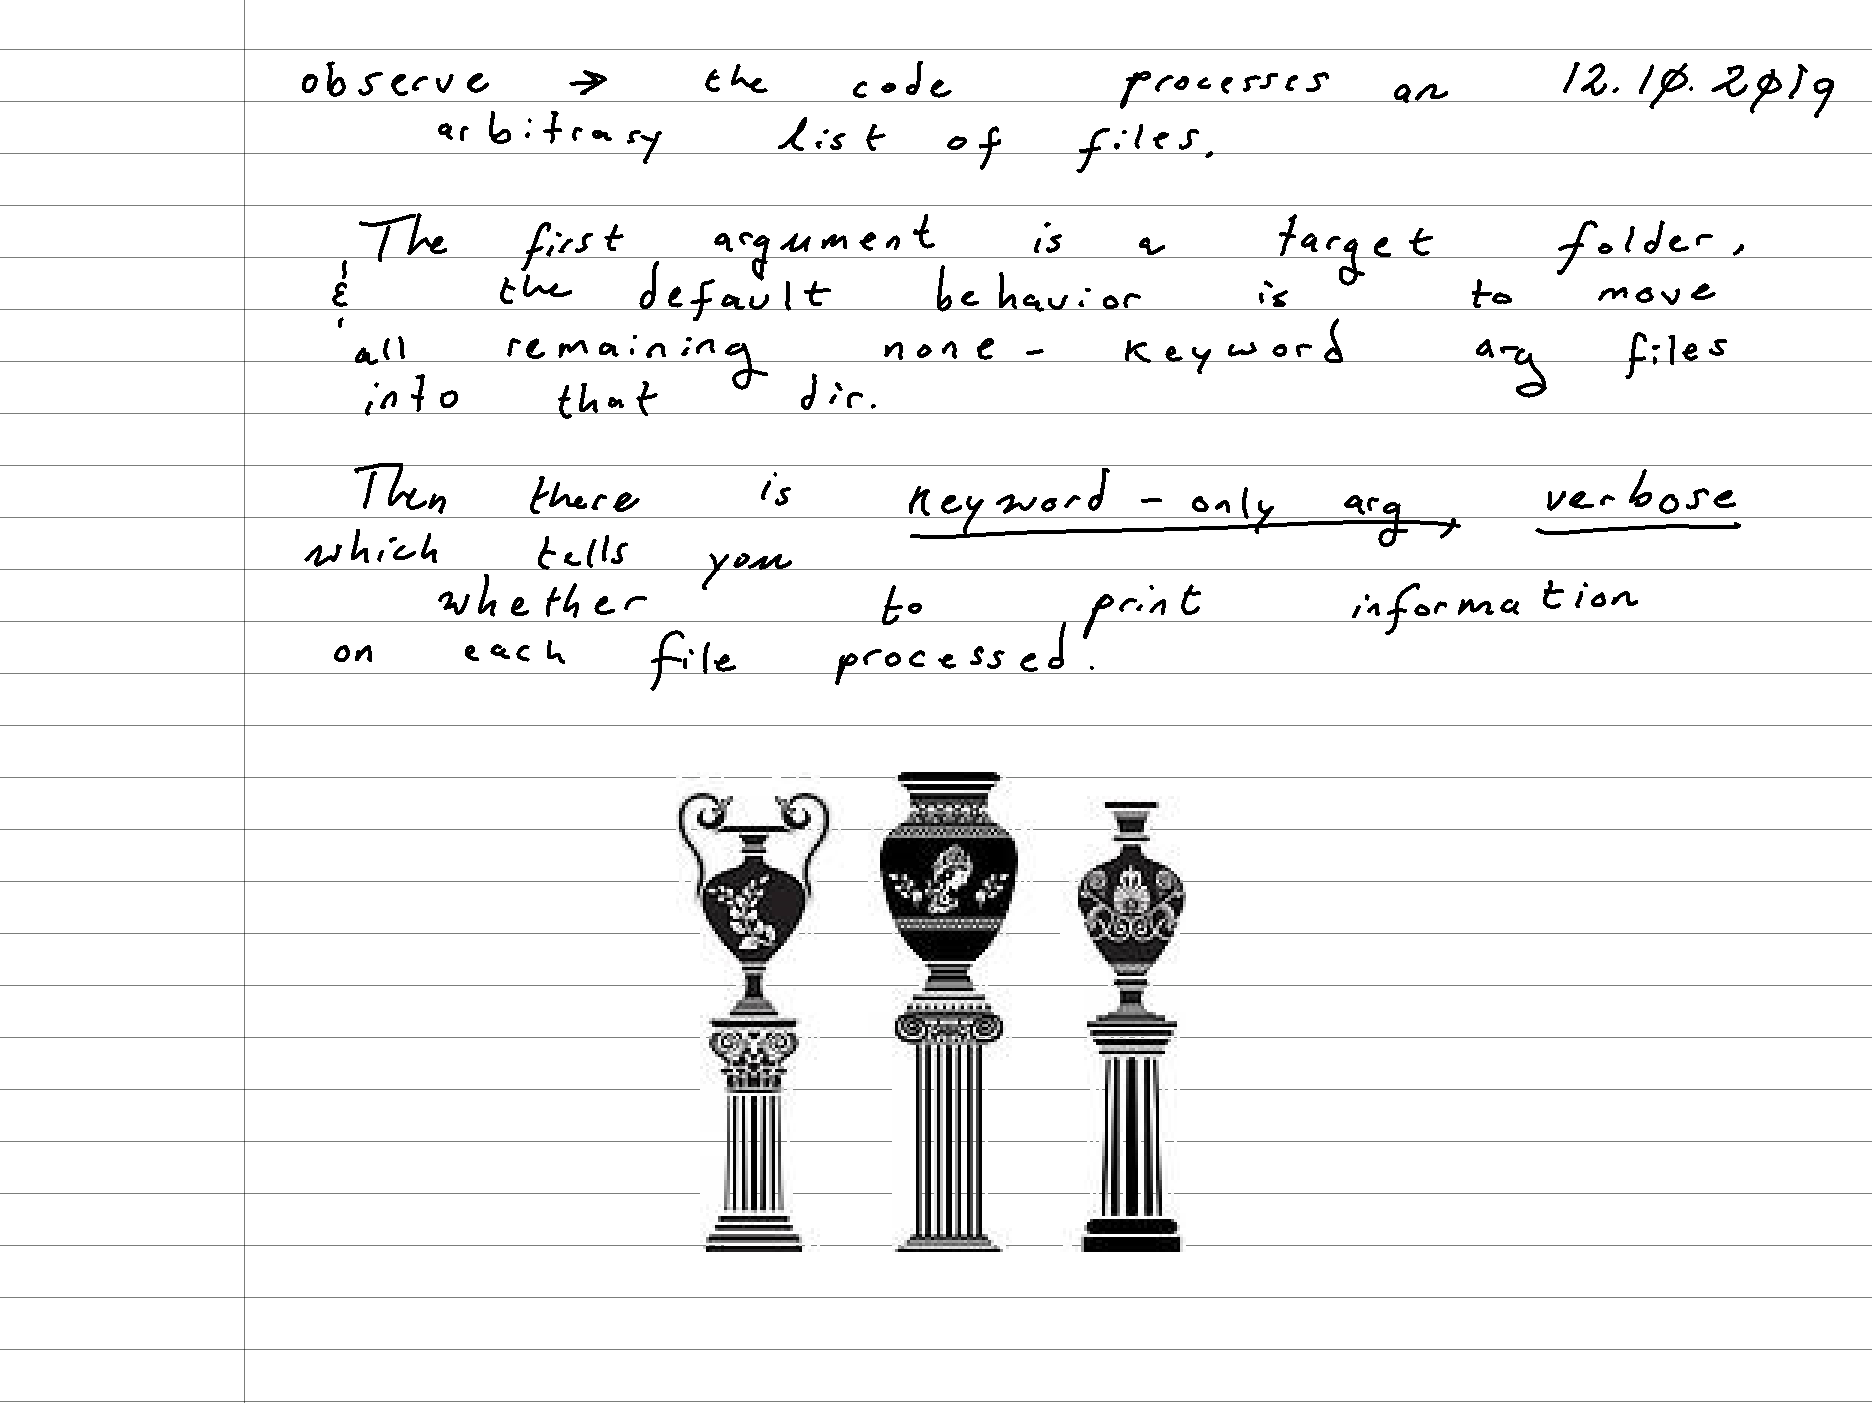 observe → the code processes an 12.10.2019
arbitrary list of files.
The first argument is a target folder,
& the default behavior is to move
all remaining none - keyword arg files
into that dir.
Then there is keyword - only arg, verbose
which tells you
whether to print information
on each file processed.